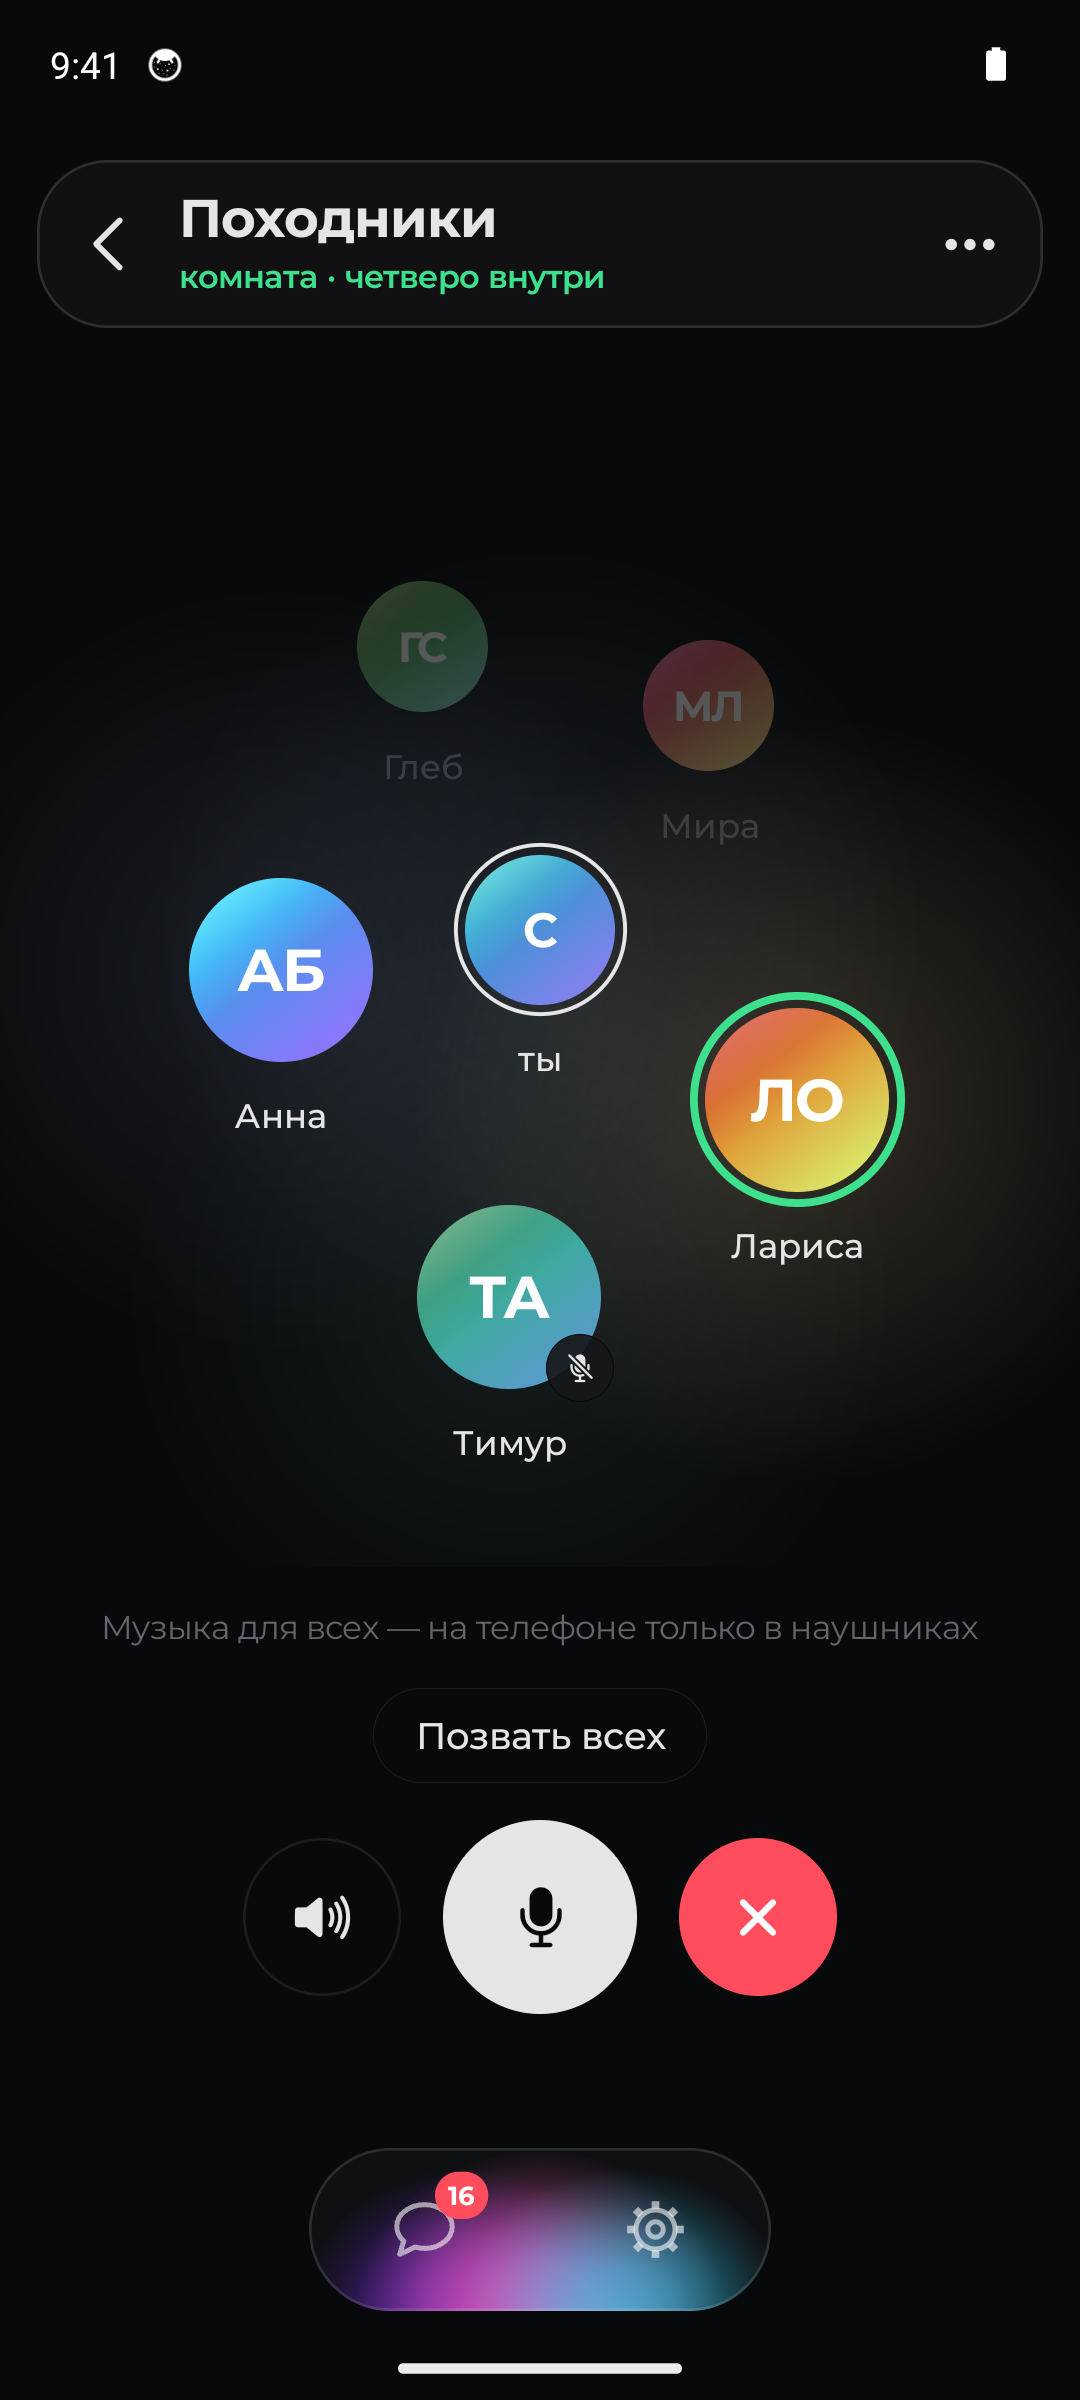 9:41
Походники
комната · четверо внутри
ГС
Глеб
МЛ
Мира
С
ты
АБ
Анна
ЛО
Лариса
ТА
Тимур
Музыка для всех — на телефоне только в наушниках
Позвать всех
16